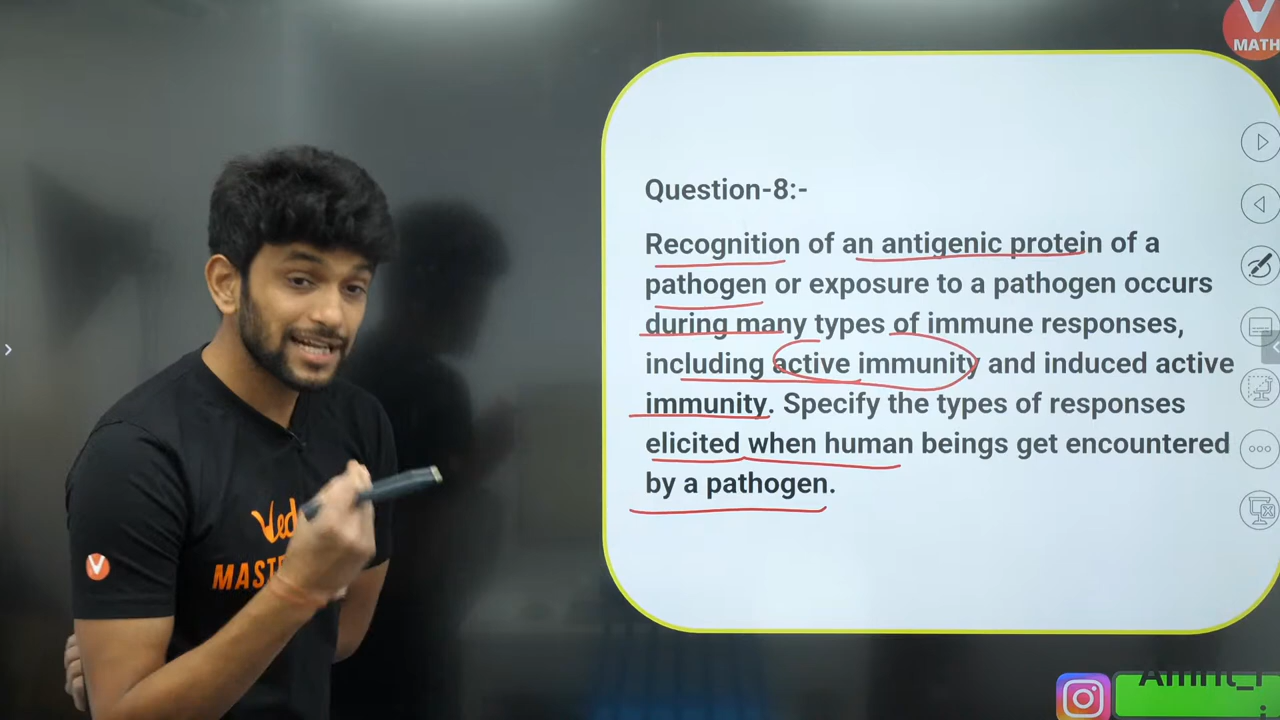 MATH
Question-8:-
Recognition of an antigenic protein of a
pathogen or exposure to a pathogen occurs
during many types of immune responses,
including active immunity and induced active
immunity. Specify the types of responses
elicited when human beings get encountered
by a pathogen.